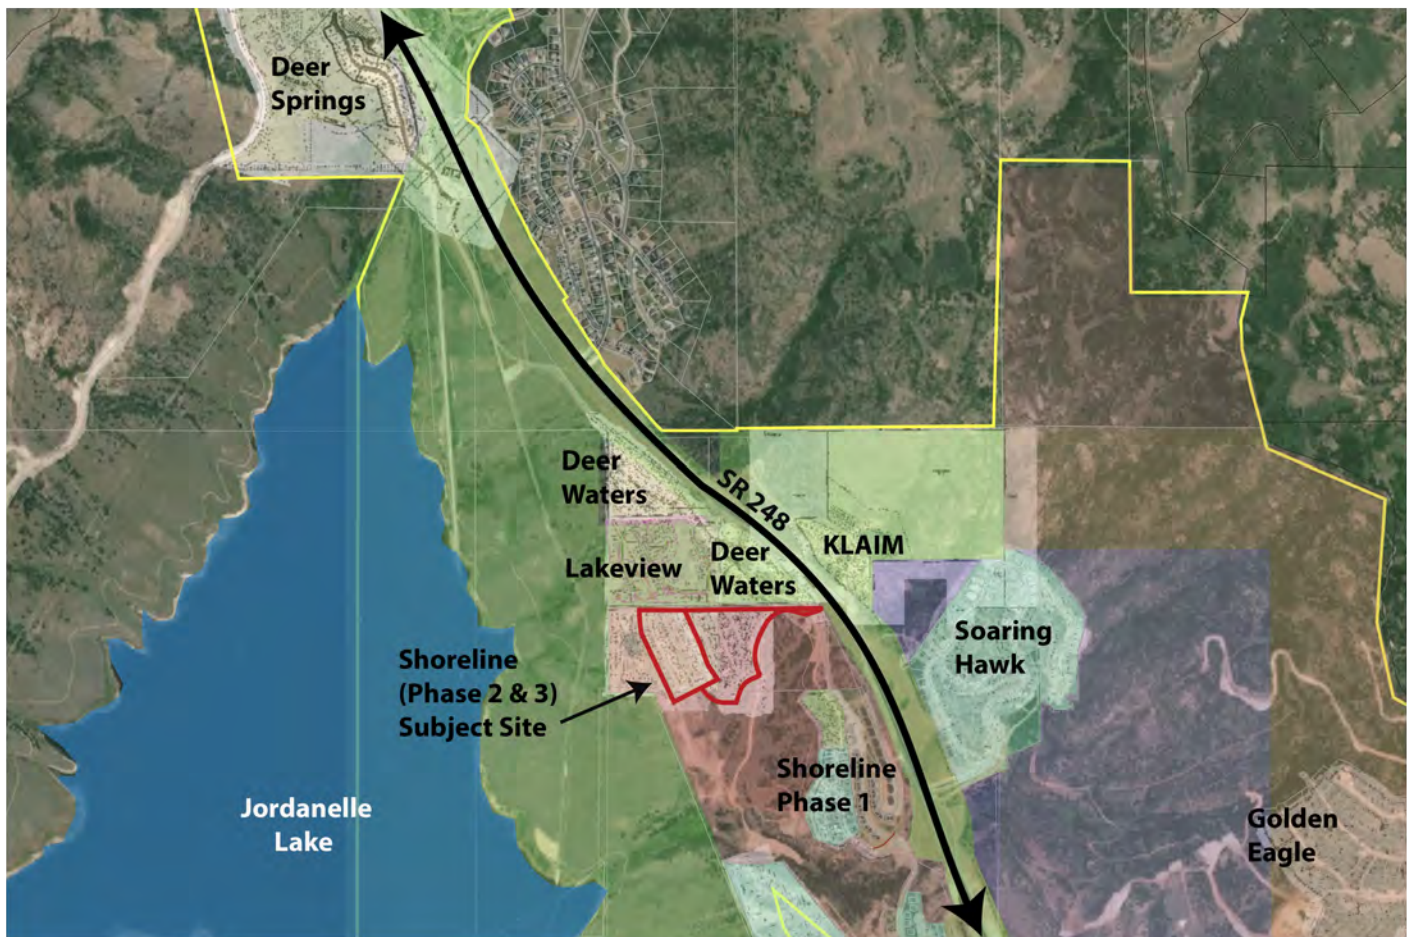 Deer
Springs
Deer
Waters
SR 248
KLAIM
Deer
Waters
Lakeview
Soaring
Hawk
Shoreline
(Phase 2 & 3)
Subject Site
Shoreline
Phase 1
Jordanelle
Lake
Golden
Eagle